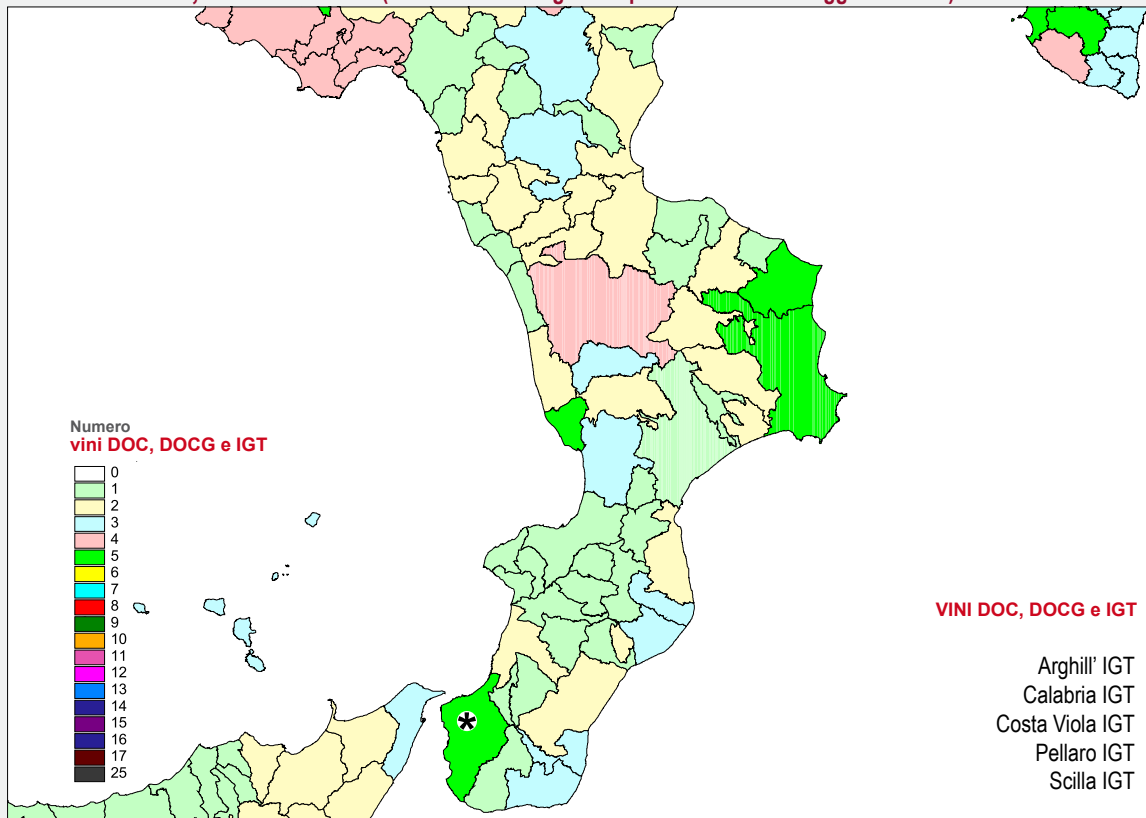 Numero
vini DOC, DOCG e IGT
0
1
2
3
4
5
6
7
8
9
10
11
12
13
14
15
16
17
25
*
VINI DOC, DOCG e IGT
Arghill' IGT
Calabria IGT
Costa Viola IGT
Pellaro IGT
Scilla IGT